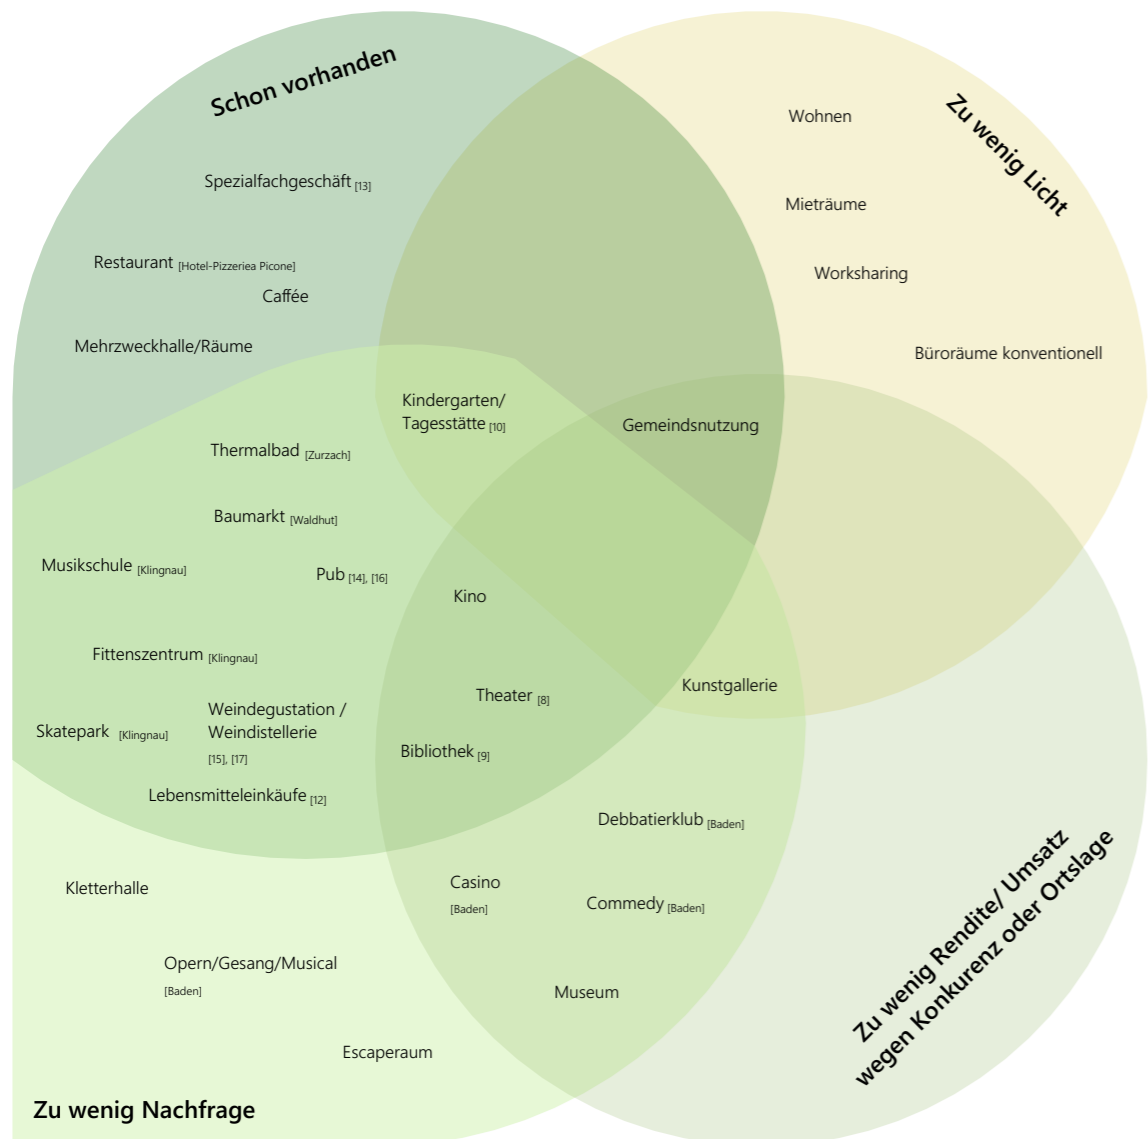 Schon vorhanden
Zu wenig Licht
Wohnen
Spezialfachgeschäft [13]
Mieträume
Restaurant [Hotel-Pizzeriea Picone]
Worksharing
Caffée
Mehrzweckhalle/Räume
Büroräume konventionell
Kindergarten/
Tagesstätte [10]
Gemeindsnutzung
Thermalbad [Zurzach]
Baumarkt [Waldhut]
Musikschule [Klingnau]
Pub [14], [16]
Kino
Fittenszentrum [Klingnau]
Kunstgallerie
Theater [8]
Weindegustation /
Weindistellerie
[15], [17]
Skatepark [Klingnau]
Bibliothek [9]
Lebensmitteleinkäufe [12]
Debbatierklub [Baden]
Kletterhalle
Casino
[Baden]
Commedy [Baden]
Zu wenig Rendite/ Umsatz
wegen Konkurenz oder Ortslage
Opern/Gesang/Musical
[Baden]
Museum
Escaperaum
Zu wenig Nachfrage